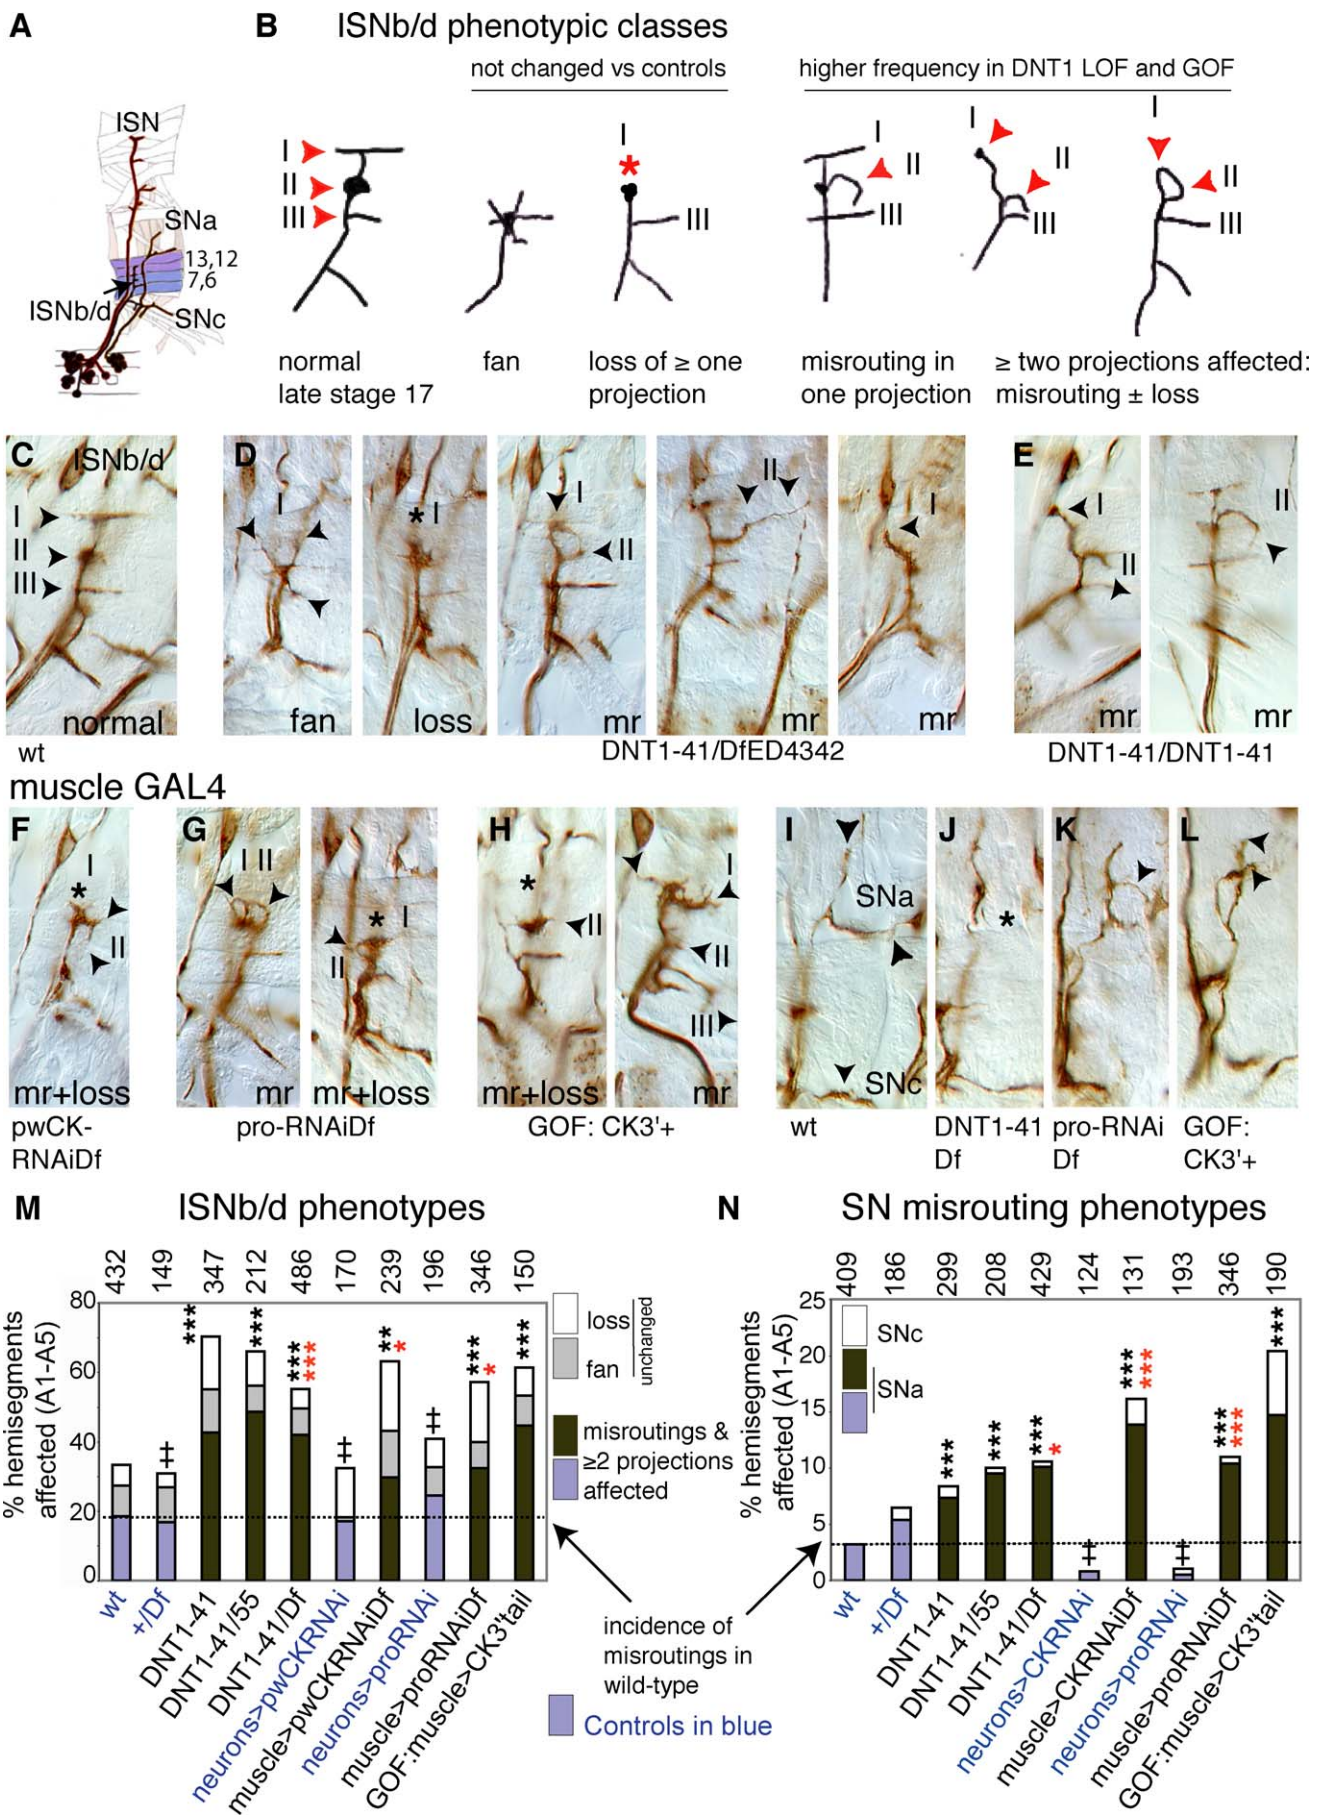 A
ISN
SNa
13,12
7,6
ISNb/d
SNc
B ISNb/d phenotypic classes
not changed vs controls
higher frequency in DNT1 LOF and GOF
I
II
III
I
*
III
I
II
III
I
II
III
I
II
III
normal
late stage 17
fan
loss of ≥ one
projection
misrouting in
one projection
≥ two projections affected:
misrouting ± loss
C ISNb/d
I
II
III
normal
wt
D
I
fan
* I
loss
I
II
mr
II
mr
I
mr
DNT1-41/DfED4342
E
I
II
mr
II
mr
DNT1-41/DNT1-41
muscle GAL4
F
I
*
II
mr+loss
pwCK-
RNAiDf
G
I II
mr
* I
II
mr+loss
pro-RNAiDf
H
*
II
mr+loss
I
II
III
mr
GOF: CK3'+
I
SNa
SNc
wt
J
*
DNT1-41
Df
K
pro-RNAi
Df
L
GOF:
CK3'+
M ISNb/d phenotypes
432 149 347 212 486 170 239 196 346 150
% hemisegments
affected (A1-A5)
80
60
40
20
0
‡ *** *** *** *** ‡ ** * ‡ *** * ***
loss
fan
unchanged
misroutings &
≥2 projections
affected
wt
+/Df
DNT1-41
DNT1-41/55
DNT1-41/Df
neurons>pwCKRNAi
muscle>pwCKRNAiDf
neurons>proRNAi
muscle>proRNAiDf
GOF:muscle>CK3'tail
incidence of
misroutings in
wild-type
Controls in blue
N SN misrouting phenotypes
409 186 299 208 429 124 131 193 346 190
% hemisegments
affected (A1-A5)
25
20
15
10
5
0
SNc
SNa
*** *** *** * ‡ *** *** ‡ *** *** ***
wt
+/Df
DNT1-41
DNT1-41/55
DNT1-41/Df
neurons>CKRNAi
muscle>CKRNAiDf
neurons>proRNAi
muscle>proRNAiDf
GOF:muscle>CK3'tail